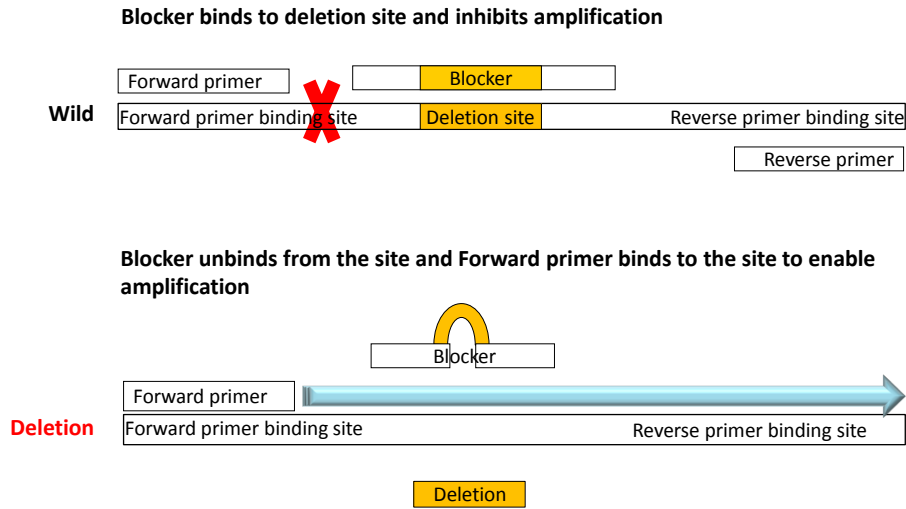 Blocker binds to deletion site and inhibits amplification
Forward primer
Blocker
Wild
Forward primer binding site
Deletion site
Reverse primer binding site
Reverse primer
Blocker unbinds from the site and Forward primer binds to the site to enable
amplification
Blocker
Forward primer
Deletion
Forward primer binding site
Reverse primer binding site
Deletion